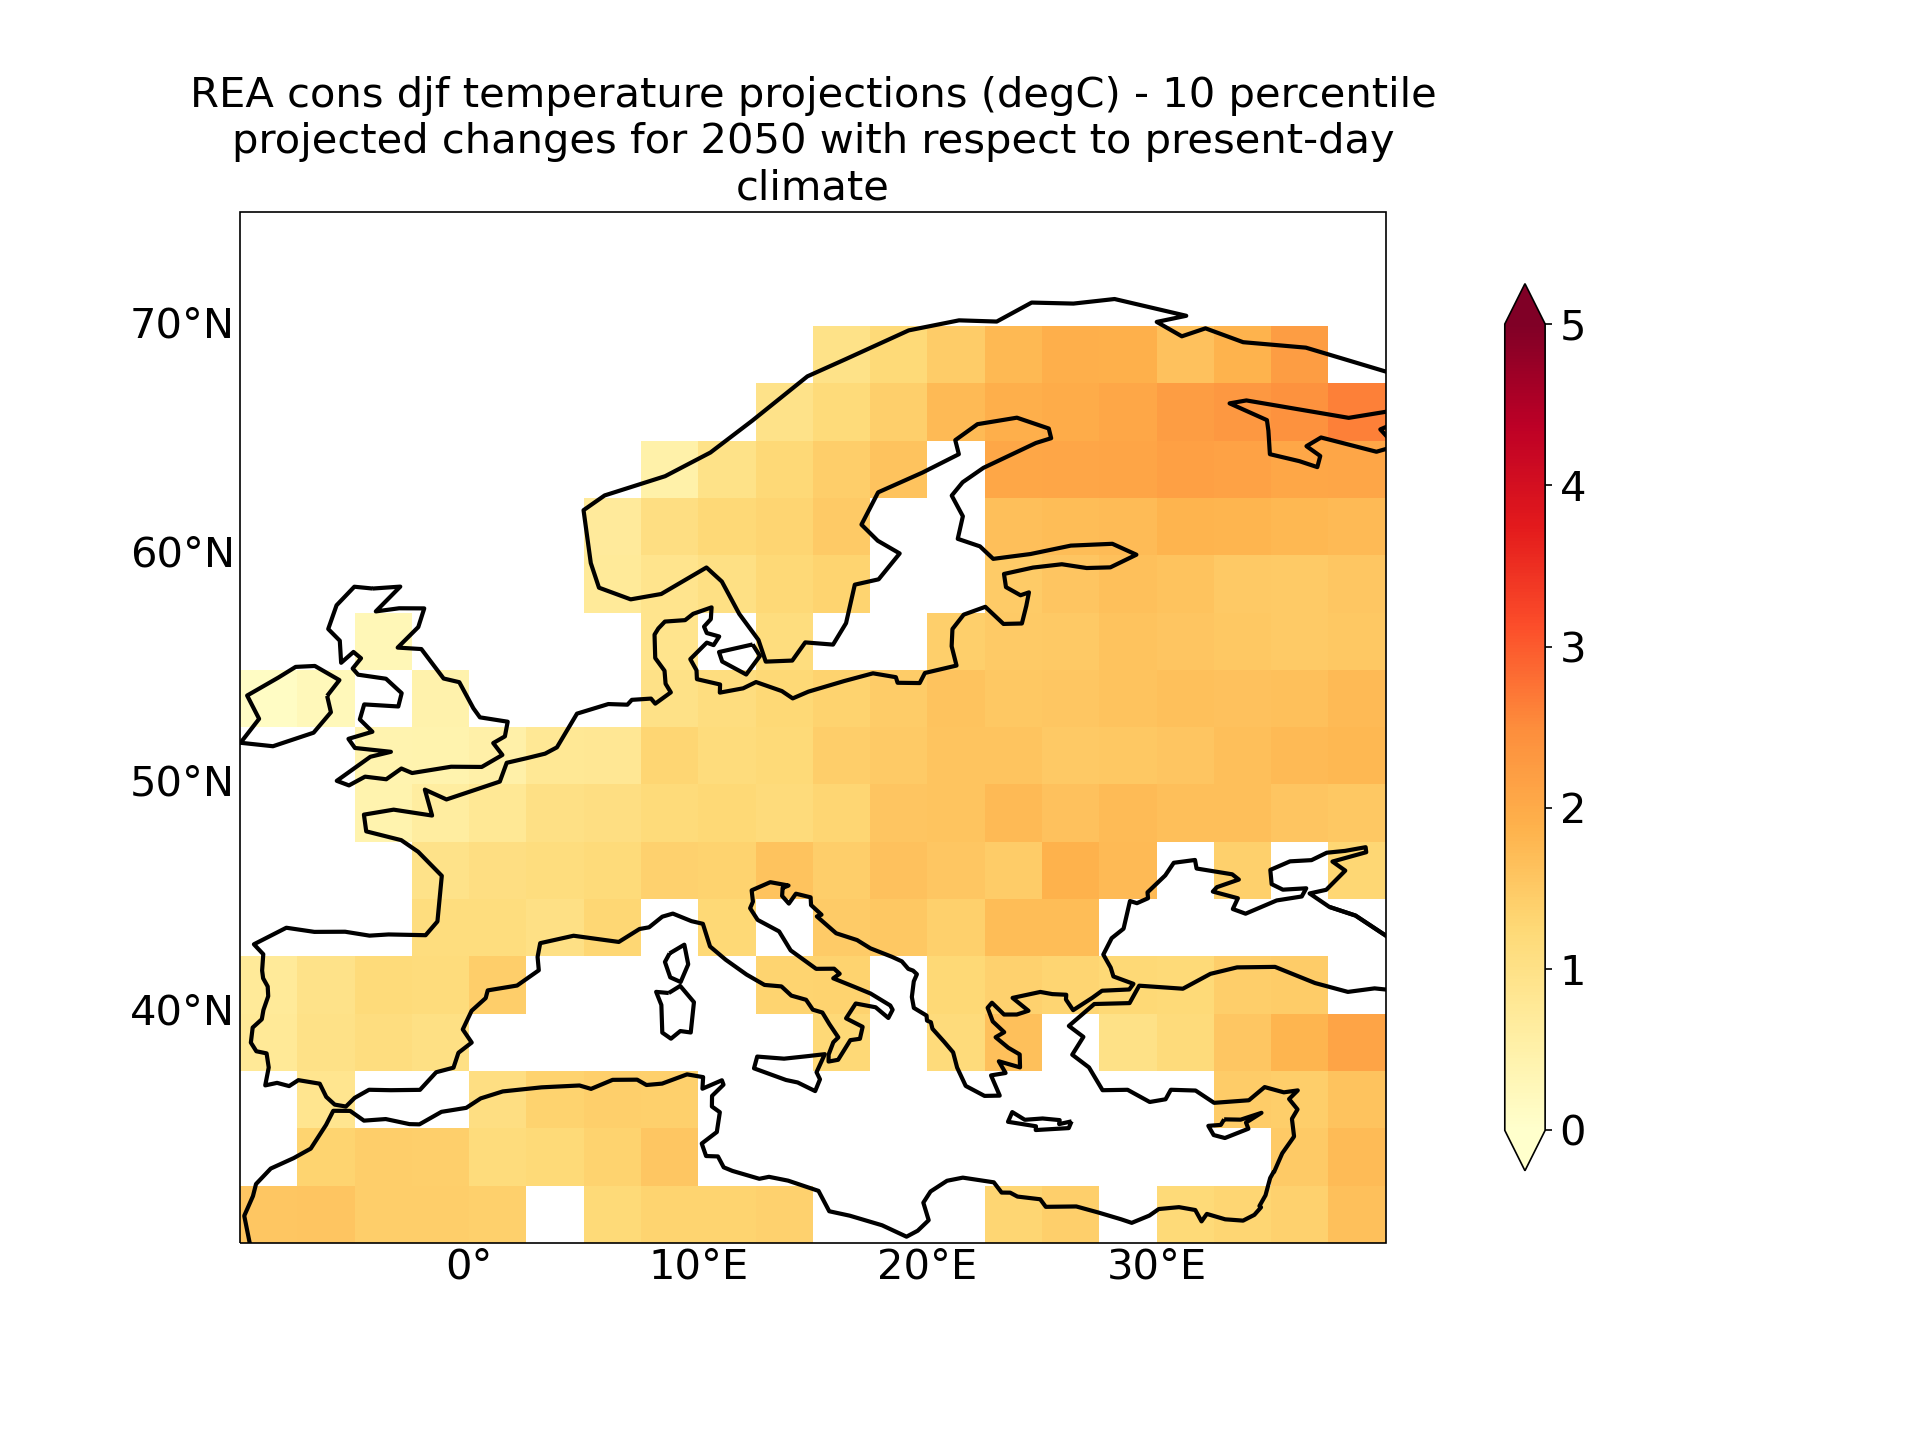 REA cons djf temperature projections (degC) - 10 percentile
projected changes for 2050 with respect to present-day
climate
70°N
60°N
50°N
40°N
0°
10°E
20°E
30°E
5
4
3
2
1
0